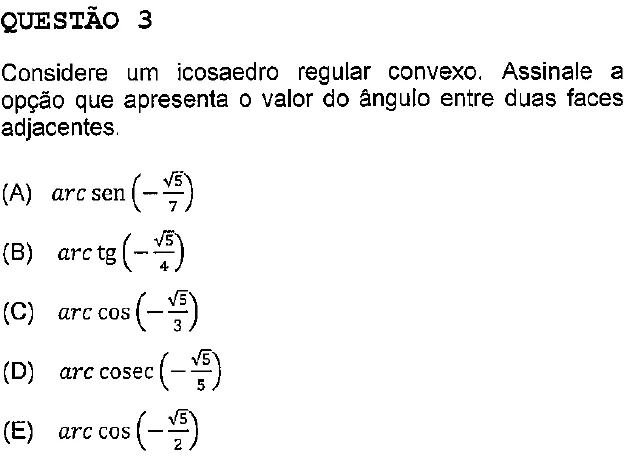 QUESTÃO 3
Considere um icosaedro regular convexo. Assinale a
opção que apresenta o valor do ângulo entre duas faces
adjacentes.
(A) arc sen (−√5/7)
(B) arc tg (−√5/4)
(C) arc cos (−√5/3)
(D) arc cosec (−√5/5)
(E) arc cos (−√5/2)